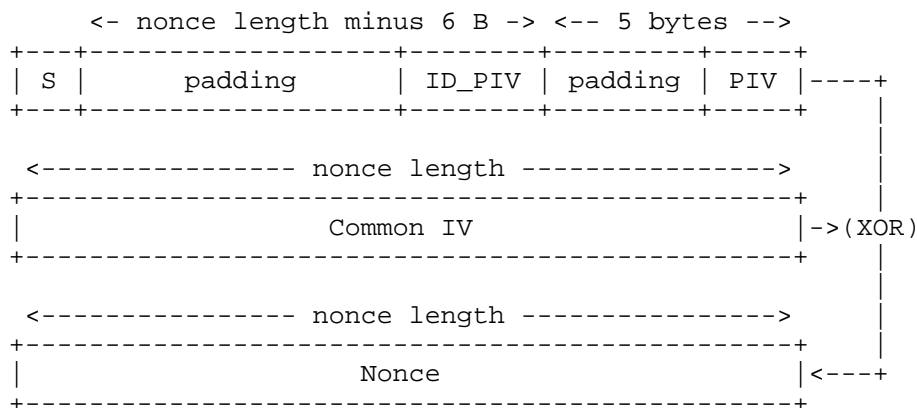 <- nonce length minus 6 B -> <-- 5 bytes -->
+---+-------------------+--------+---------+-----+
| S |      padding      | ID_PIV | padding | PIV |----+
+---+-------------------+--------+---------+-----+    |
                                                      |
<---------------- nonce length ---------------->      |
+------------------------------------------------+    |
|                   Common IV                    |->(XOR)
+------------------------------------------------+    |
                                                      |
<---------------- nonce length ---------------->      |
+------------------------------------------------+    |
|                     Nonce                      |<---+
+------------------------------------------------+